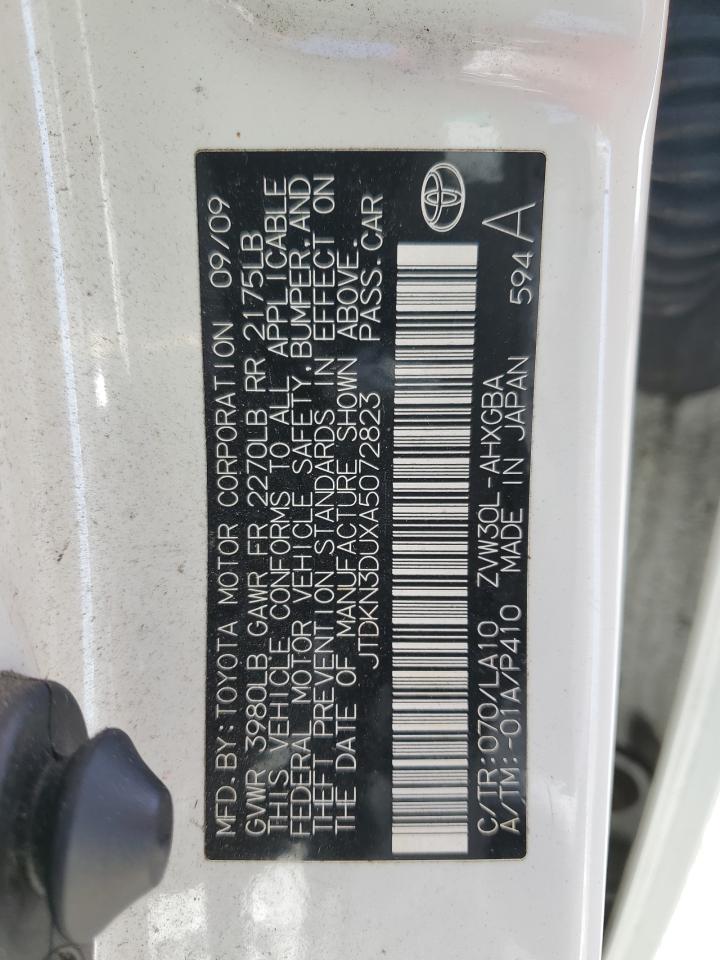 MFD. BY: TOYOTA MOTOR CORPORATION 09/09
GVWR 3980LB GAWR FR 2270LB RR 2175LB
THIS VEHICLE CONFORMS TO ALL APPLICABLE
FEDERAL MOTOR VEHICLE SAFETY, BUMPER, AND
THEFT PREVENTION STANDARDS IN EFFECT ON
THE DATE OF MANUFACTURE SHOWN ABOVE.
JTDKN3DUXA5072823 PASS. CAR
C/TR: 070/LA10 ZVW30L-AHXGBA
A/TM: -01A/P410 MADE IN JAPAN 594 A